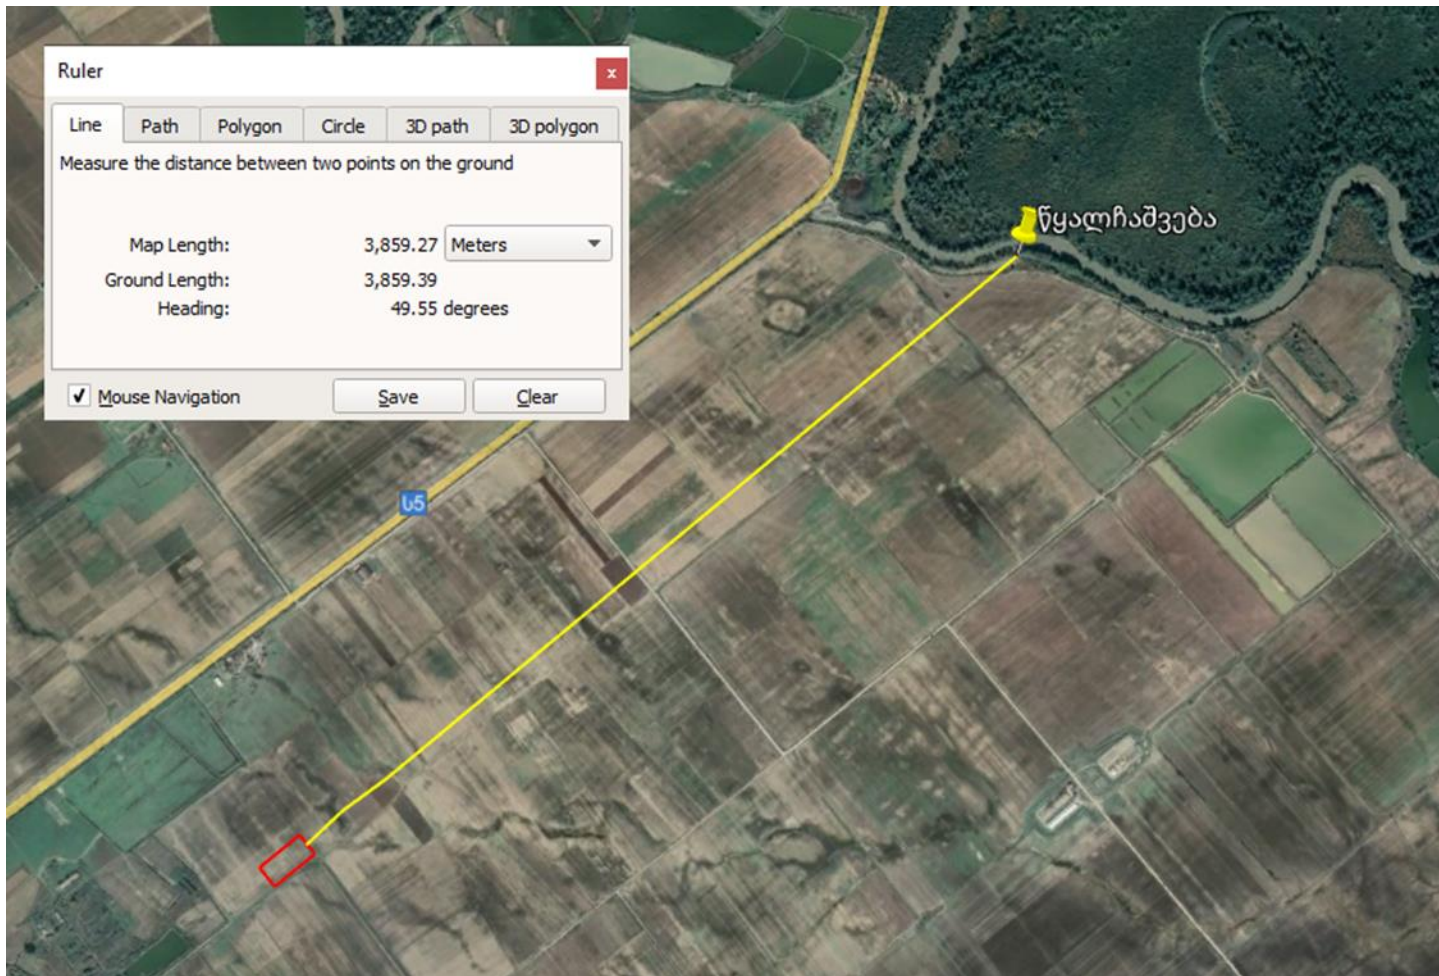 Ruler
x
Line Path Polygon Circle 3D path 3D polygon
Measure the distance between two points on the ground
Map Length: 3,859.27 Meters
Ground Length: 3,859.39
Heading: 49.55 degrees
Mouse Navigation Save Clear
წყალჩაშვება
ს5